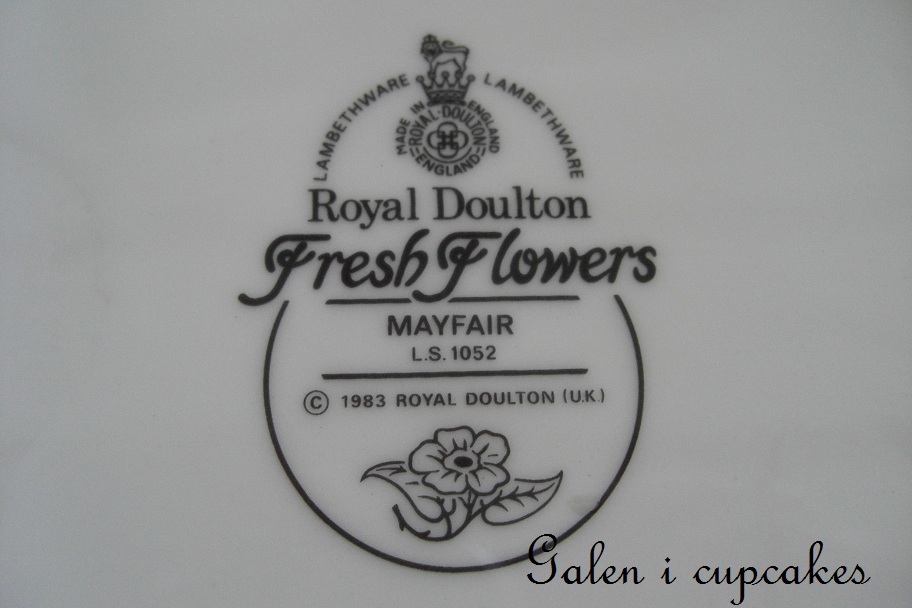 LAMBETHWARE LAMBETHWARE
MADE IN ENGLAND
ROYAL·DOULTON
ENGLAND
Royal Doulton
Fresh Flowers
MAYFAIR
L.S. 1052
© 1983 ROYAL DOULTON (U.K.)
Galen i cupcakes